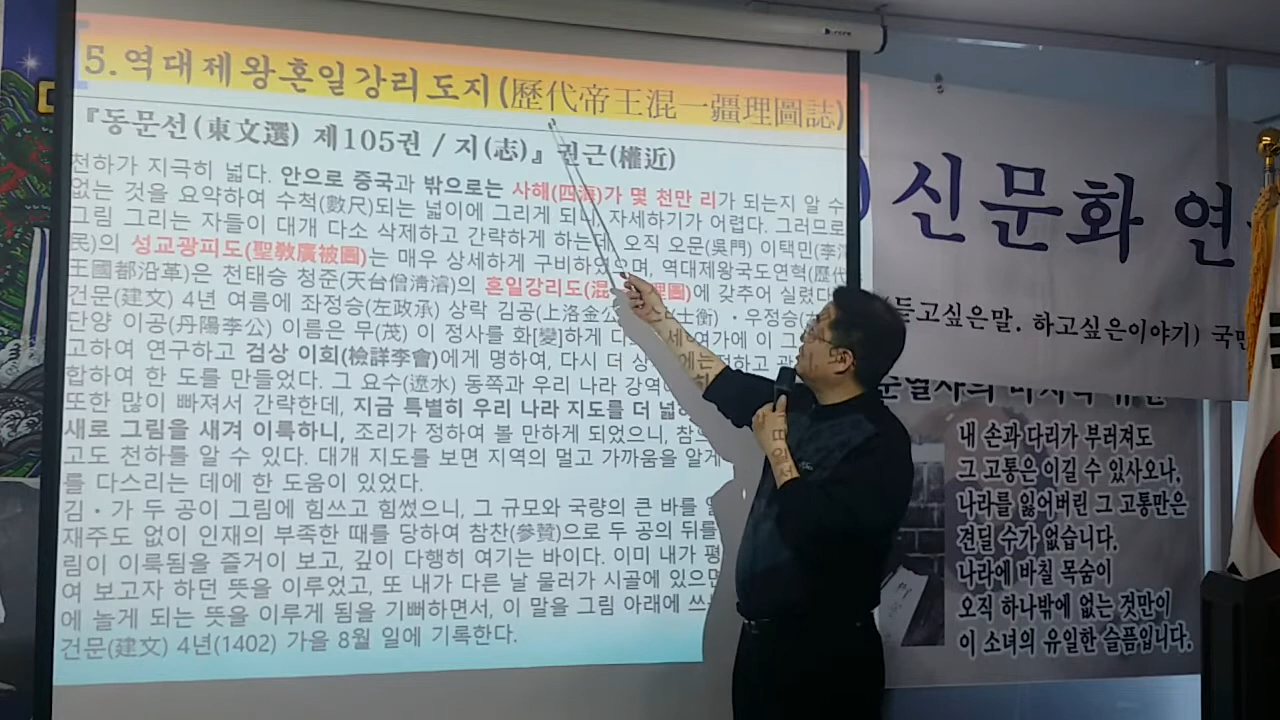 5.역대제왕혼일강리도지(歷代帝王混一疆理圖誌)
『동문선(東文選) 제105권 / 지(志)』 권근(權近)
천하가 지극히 넓다. 안으로 중국과 밖으로는 사해(四海)가 몇 천만 리가 되는지 알 수
없는 것을 요약하여 수척(數尺)되는 넓이에 그리게 되니, 자세하기가 어렵다. 그러므로
그림 그리는 자들이 대개 다소 삭제하고 간략하게 하는데, 오직 오문(吳門) 이택민(李澤
民)의 성교광피도(聖敎廣被圖)는 매우 상세하게 구비하였으며, 역대제왕국도연혁(歷代
王國都沿革)은 천태승 청준(天台僧淸濬)의 혼일강리도(混 理圖)에 갖추어 실렸다
건문(建文) 4년 여름에 좌정승(左政承) 상락 김공(上洛金公) 士衡)・우정승(
단양 이공(丹陽李公) 이름은 무(茂) 이 정사를 화[變]하게 다 여가에 이 그
고하여 연구하고 검상 이회(檢詳李會)에게 명하여, 다시 더 상
합하여 한 도를 만들었다. 그 요수(遼水) 동쪽과 우리 나라 강역
또한 많이 빠져서 간략한데, 지금 특별히 우리 나라 지도를 더 넓
새로 그림을 새겨 이룩하니, 조리가 정하여 볼 만하게 되었으니, 참으
고도 천하를 알 수 있다. 대개 지도를 보면 지역의 멀고 가까움을 알게
를 다스리는 데에 한 도움이 있었다.
김・가 두 공이 그림에 힘쓰고 힘썼으니, 그 규모와 국량의 큰 바를 알
재주도 없이 인재의 부족한 때를 당하여 참찬(參贊)으로 두 공의 뒤를
림이 이룩됨을 즐거이 보고, 깊이 다행히 여기는 바이다. 이미 내가 평
여 보고자 하던 뜻을 이루었고, 또 내가 다른 날 물러가 시골에 있으면
에 놀게 되는 뜻을 이루게 됨을 기뻐하면서, 이 말을 그림 아래에 쓰
건문(建文) 4년(1402) 가을 8월 일에 기록한다.
신문화 연
(듣고싶은말. 하고싶은이야기) 국민
내 손과 다리가 부러져도
그 고통은 이길 수 있사오나,
나라를 잃어버린 그 고통만은
견딜 수가 없습니다.
나라에 바칠 목숨이
오직 하나밖에 없는 것만이
이 소녀의 유일한 슬픔입니다.